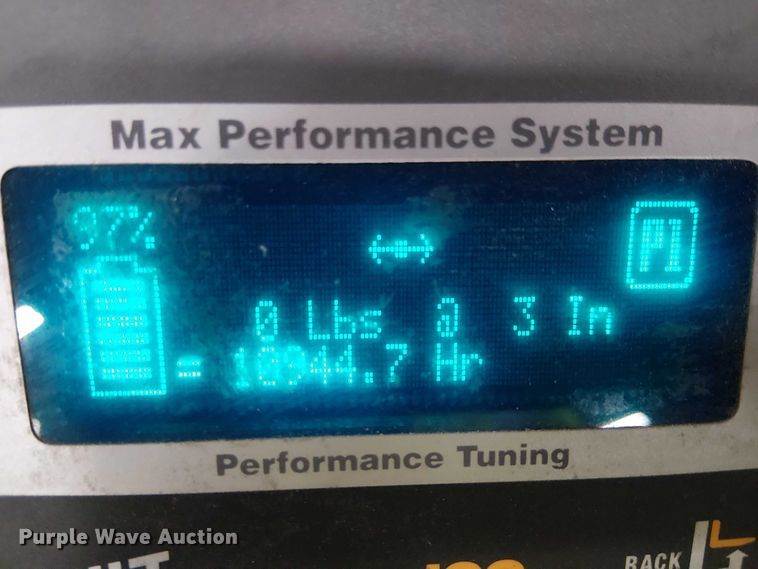 Max Performance System
97%
P1
0 Lbs @ 3 In
Hr
Performance Tuning
Purple Wave Auction
BACK